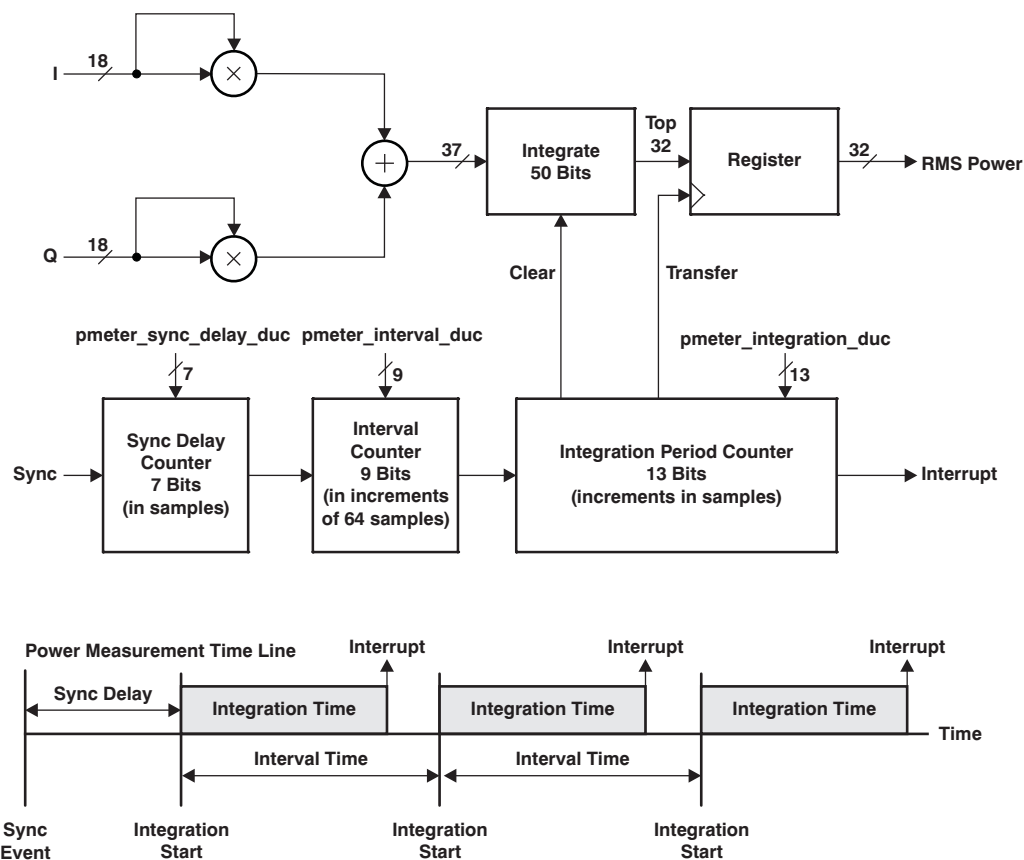 I
18
×
+
37
Integrate
50 Bits
Top
32
Register
32
RMS Power
Q
18
×
Clear
Transfer
pmeter_sync_delay_duc
7
pmeter_interval_duc
9
pmeter_integration_duc
13
Sync
Sync Delay
Counter
7 Bits
(in samples)
Interval
Counter
9 Bits
(in increments
of 64 samples)
Integration Period Counter
13 Bits
(increments in samples)
Interrupt
Power Measurement Time Line
Interrupt
Interrupt
Interrupt
Sync Delay
Integration Time
Integration Time
Integration Time
Time
Interval Time
Interval Time
Sync
Event
Integration
Start
Integration
Start
Integration
Start